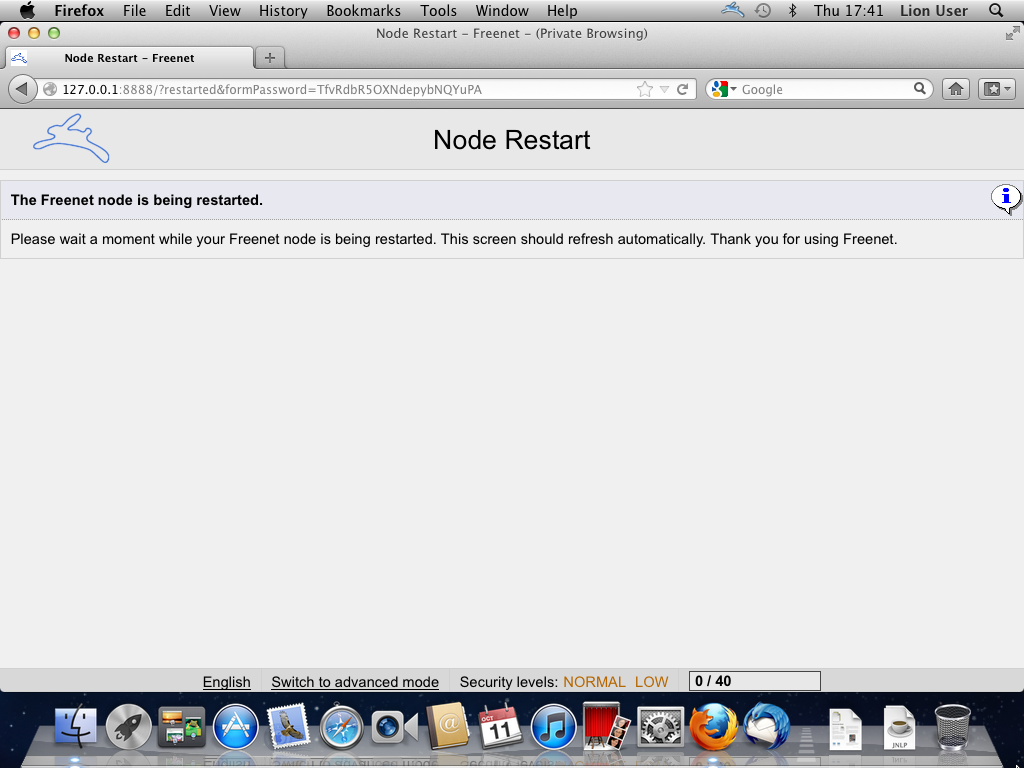 Firefox File Edit View History Bookmarks Tools Window Help Thu 17:41 Lion User
Node Restart – Freenet – (Private Browsing)
Node Restart – Freenet
127.0.0.1:8888/?restarted&formPassword=TfvRdbR5OXNdepybNQYuPA Google
Node Restart
The Freenet node is being restarted.
Please wait a moment while your Freenet node is being restarted. This screen should refresh automatically. Thank you for using Freenet.
English Switch to advanced mode Security levels: NORMAL LOW 0 / 40
OCT
11
JNLP